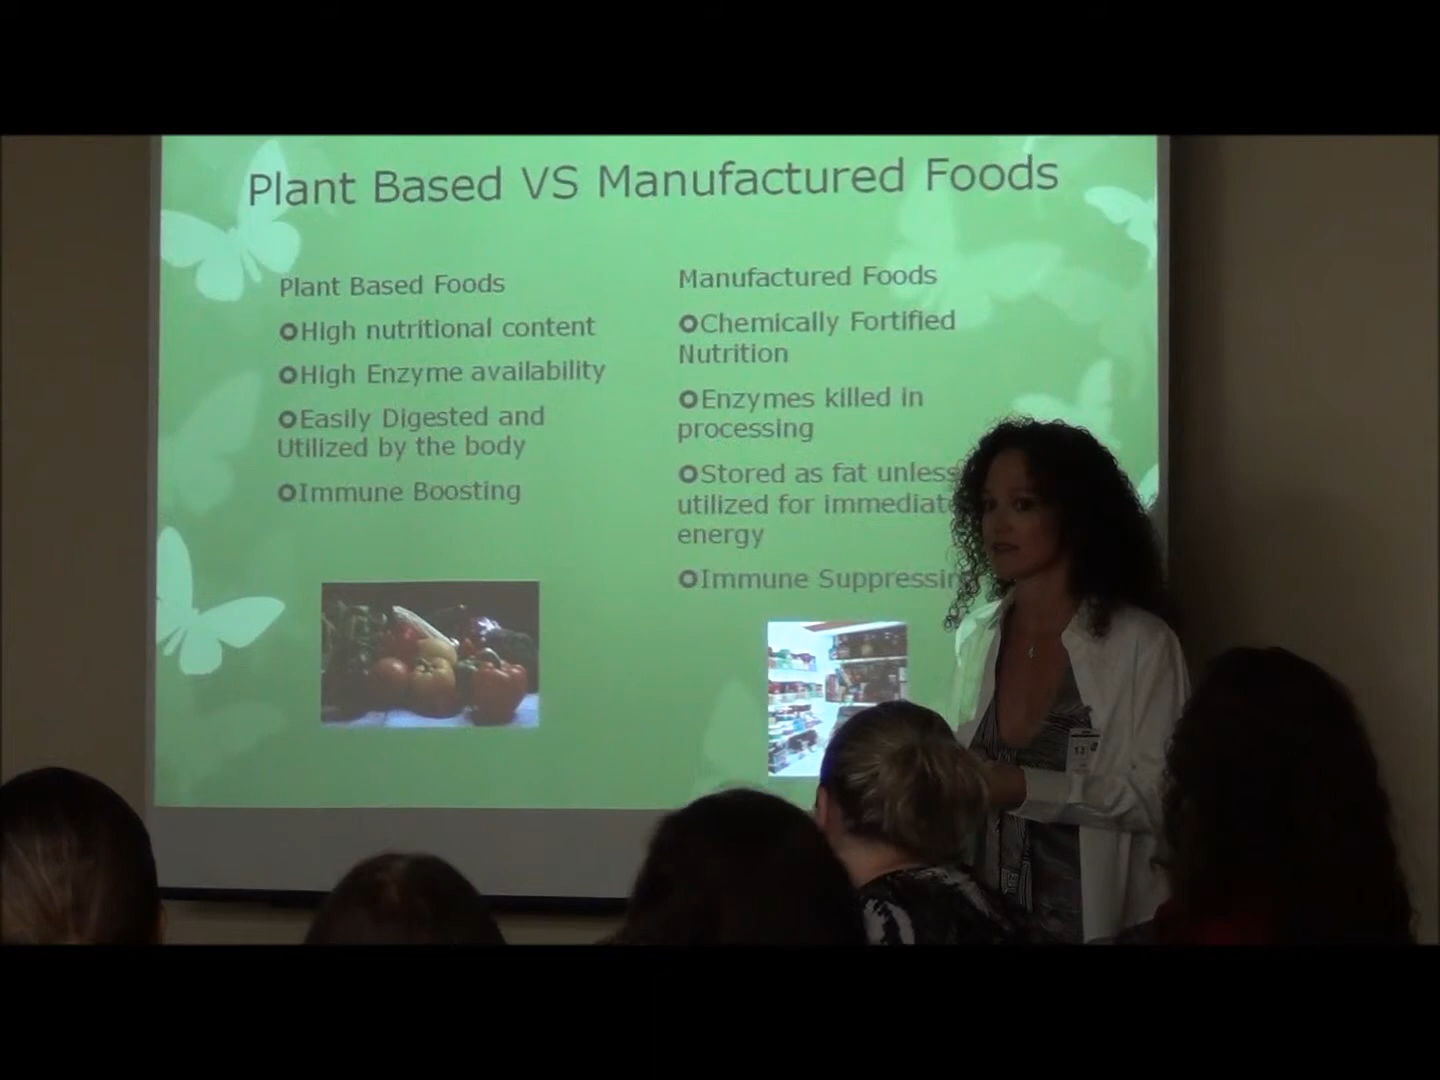 Plant Based VS Manufactured Foods
Plant Based Foods
High nutritional content
High Enzyme availability
Easily Digested and
Utilized by the body
Immune Boosting
Manufactured Foods
Chemically Fortified
Nutrition
Enzymes killed in
processing
Stored as fat unless
utilized for immediate
energy
Immune Suppressing
13